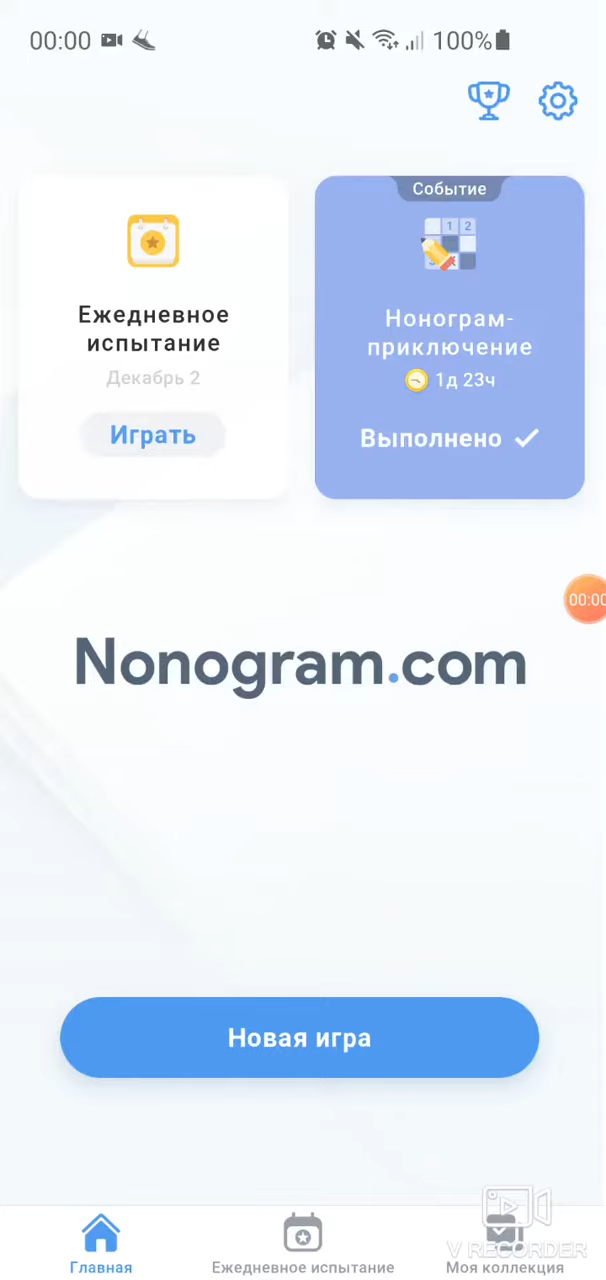 00:00
100%
Ежедневное
испытание
Декабрь 2
Играть
Событие
1 2
Нонограм-
приключение
1д 23ч
Выполнено
00:00
Nonogram.com
Новая игра
V RECORDER
Главная
Ежедневное испытание
Моя коллекция